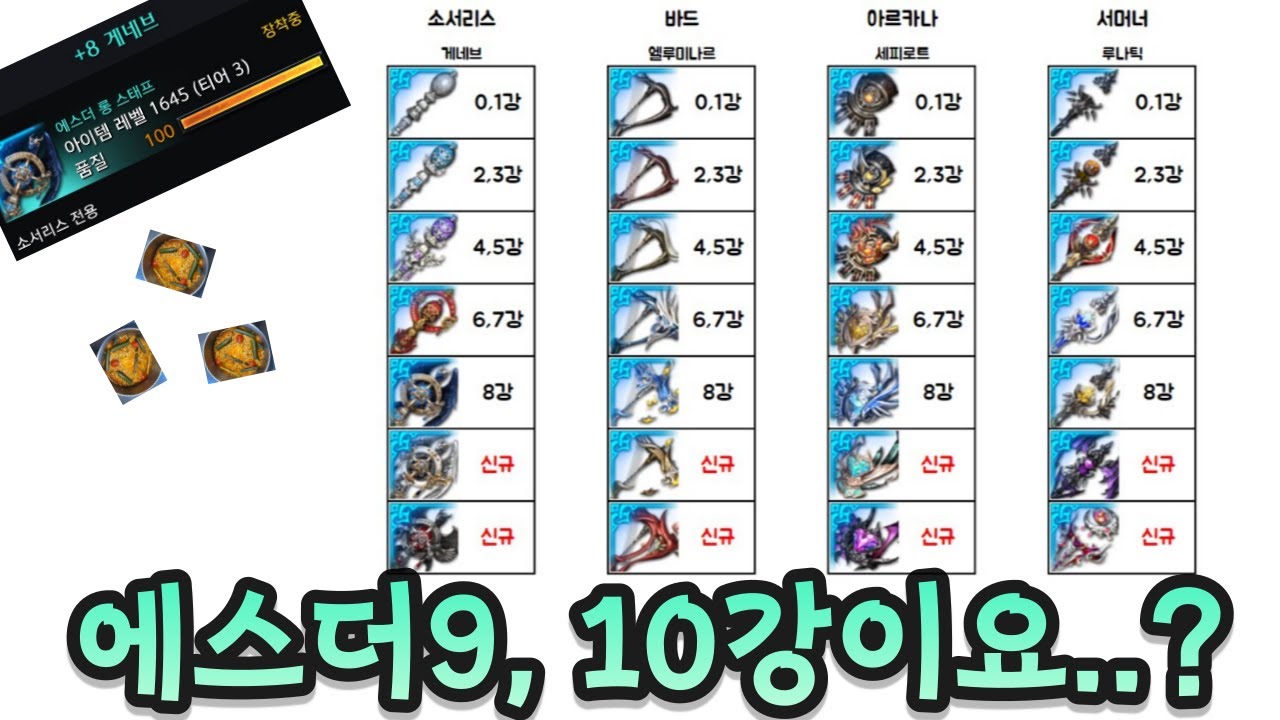 +8 게네브
장착중
에스더 롱 스태프
아이템 레벨 1645 (티어 3)
품질 100
소서리스 전용
소서리스 바드 아르카나 서머너
게네브 엘루미나르 세피로트 루나틱
0,1강 0,1강 0,1강 0,1강
2,3강 2,3강 2,3강 2,3강
4,5강 4,5강 4,5강 4,5강
6,7강 6,7강 6,7강 6,7강
8강 8강 8강 8강
신규 신규 신규 신규
신규 신규 신규 신규
에스더9, 10강이요..?